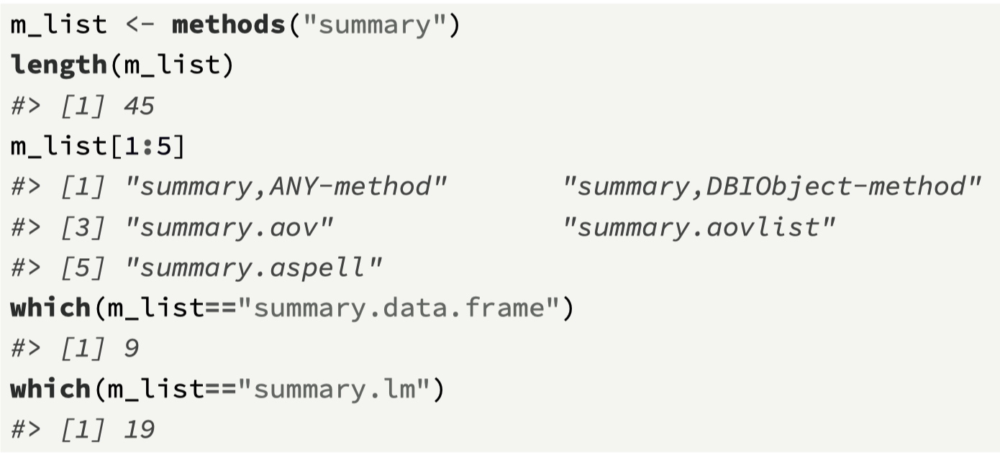 m_list <- methods("summary")
length(m_list)
#> [1] 45
m_list[1:5]
#> [1] "summary,ANY-method"       "summary,DBIObject-method"
#> [3] "summary.aov"              "summary.aovlist"
#> [5] "summary.aspell"
which(m_list=="summary.data.frame")
#> [1] 9
which(m_list=="summary.lm")
#> [1] 19